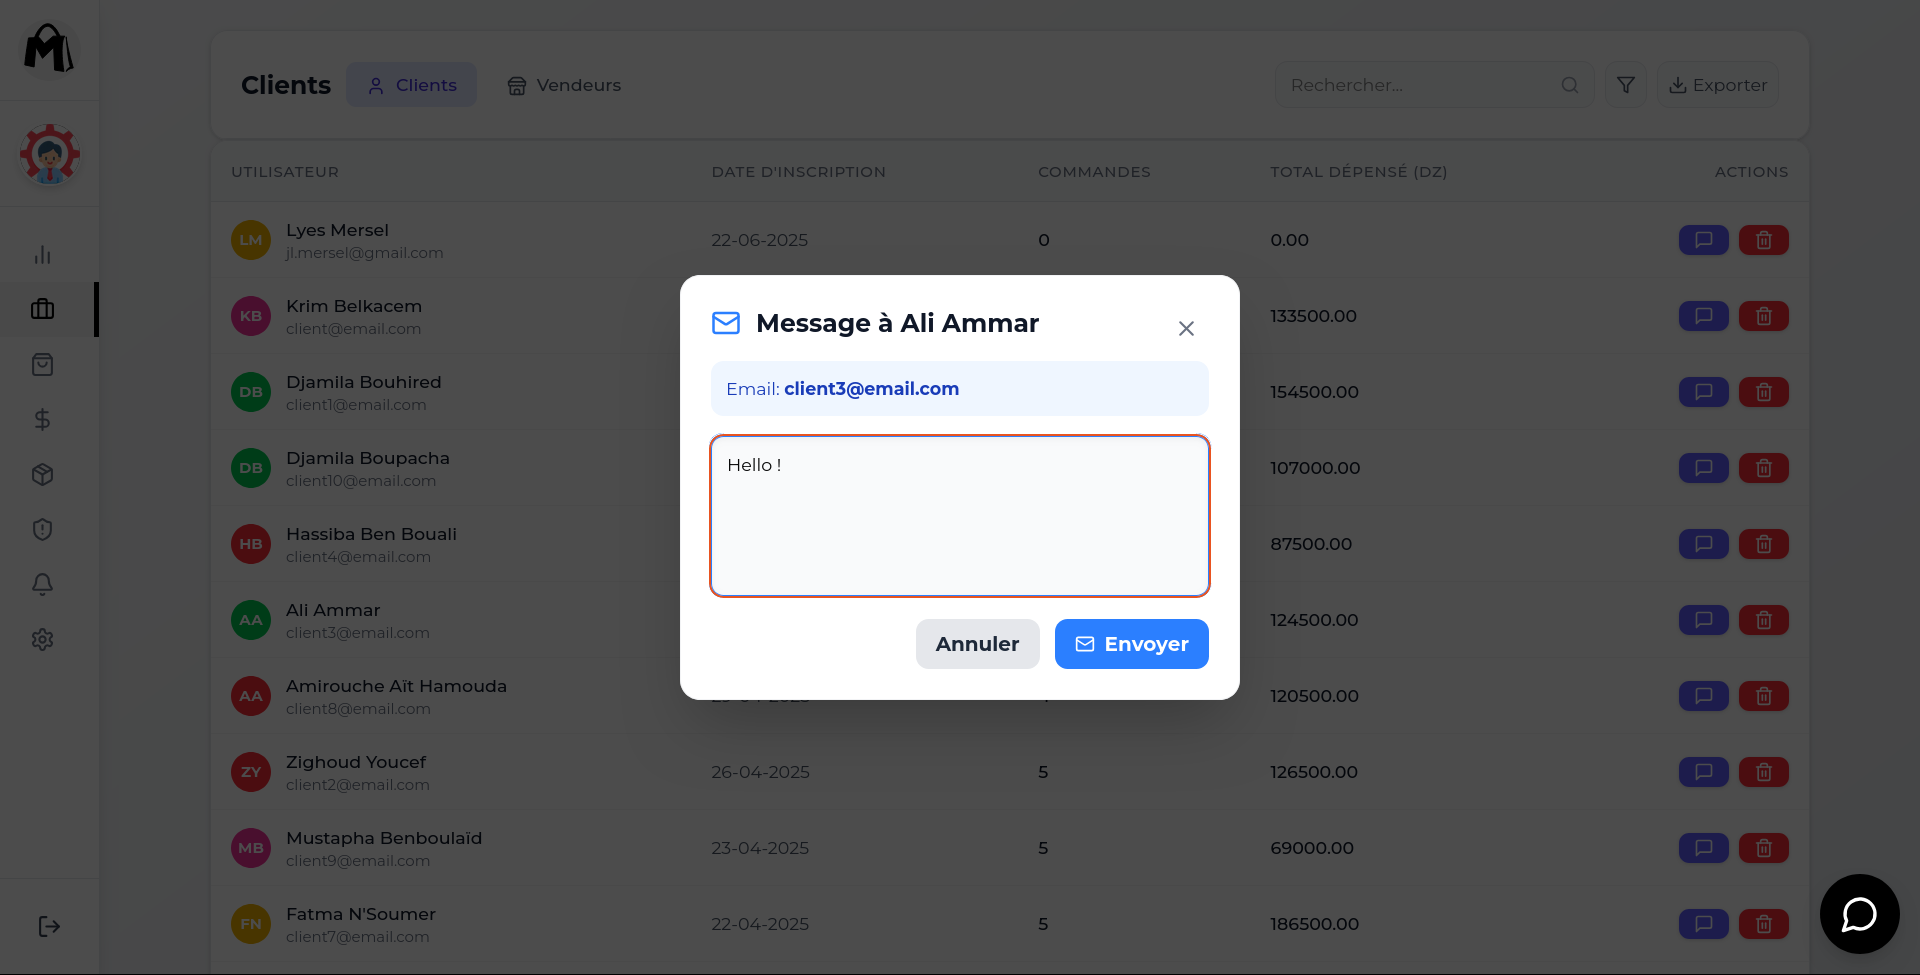 Clients
Clients
Vendeurs
Rechercher...
Exporter
UTILISATEUR
DATE D'INSCRIPTION
COMMANDES
TOTAL DÉPENSÉ (DZ)
ACTIONS
LM
Lyes Mersel
jl.mersel@gmail.com
22-06-2025
0
0.00
KB
Krim Belkacem
client@email.com
133500.00
DB
Djamila Bouhired
client1@email.com
154500.00
DB
Djamila Boupacha
client10@email.com
107000.00
HB
Hassiba Ben Bouali
client4@email.com
87500.00
AA
Ali Ammar
client3@email.com
124500.00
AA
Amirouche Aït Hamouda
client8@email.com
120500.00
ZY
Zighoud Youcef
client2@email.com
26-04-2025
5
126500.00
MB
Mustapha Benboulaïd
client9@email.com
23-04-2025
5
69000.00
FN
Fatma N'Soumer
client7@email.com
22-04-2025
5
186500.00
Message à Ali Ammar
Email: client3@email.com
Hello !
Annuler
Envoyer